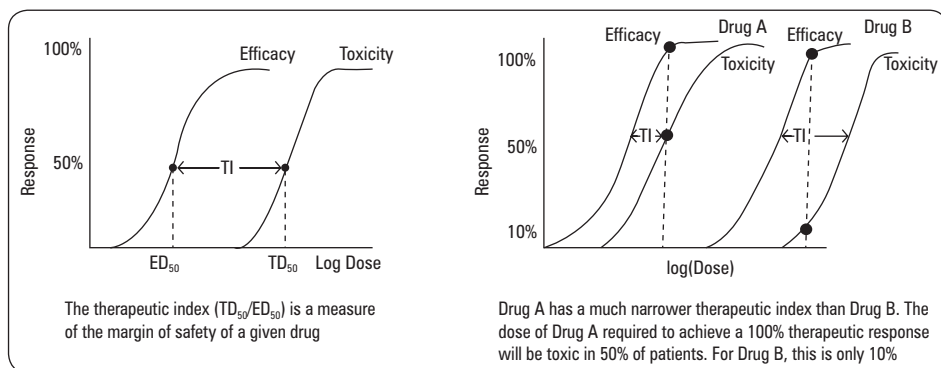 100%
50%
Response
Efficacy
Toxicity
TI
ED50
TD50
Log Dose
The therapeutic index (TD50/ED50) is a measure
of the margin of safety of a given drug
100%
50%
10%
Response
Efficacy
Drug A
Toxicity
TI
Efficacy
Drug B
Toxicity
TI
log(Dose)
Drug A has a much narrower therapeutic index than Drug B. The
dose of Drug A required to achieve a 100% therapeutic response
will be toxic in 50% of patients. For Drug B, this is only 10%